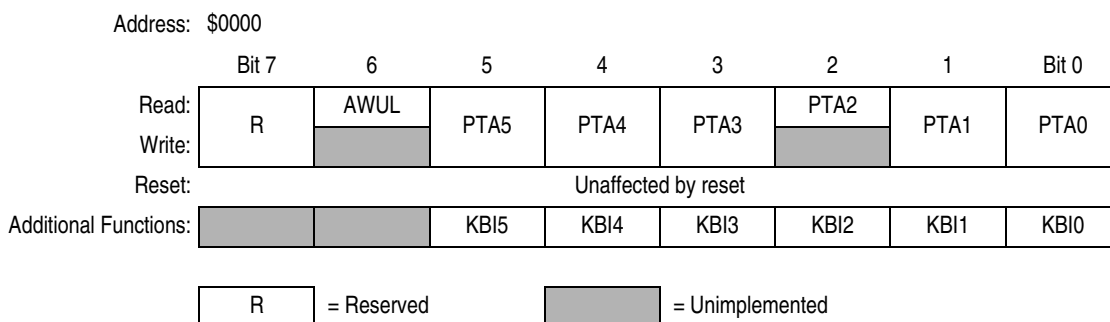 Address: $0000
Bit 7 6 5 4 3 2 1 Bit 0
Read: R AWUL PTA5 PTA4 PTA3 PTA2 PTA1 PTA0
Write:
Reset: Unaffected by reset
Additional Functions: KBI5 KBI4 KBI3 KBI2 KBI1 KBI0
R = Reserved = Unimplemented